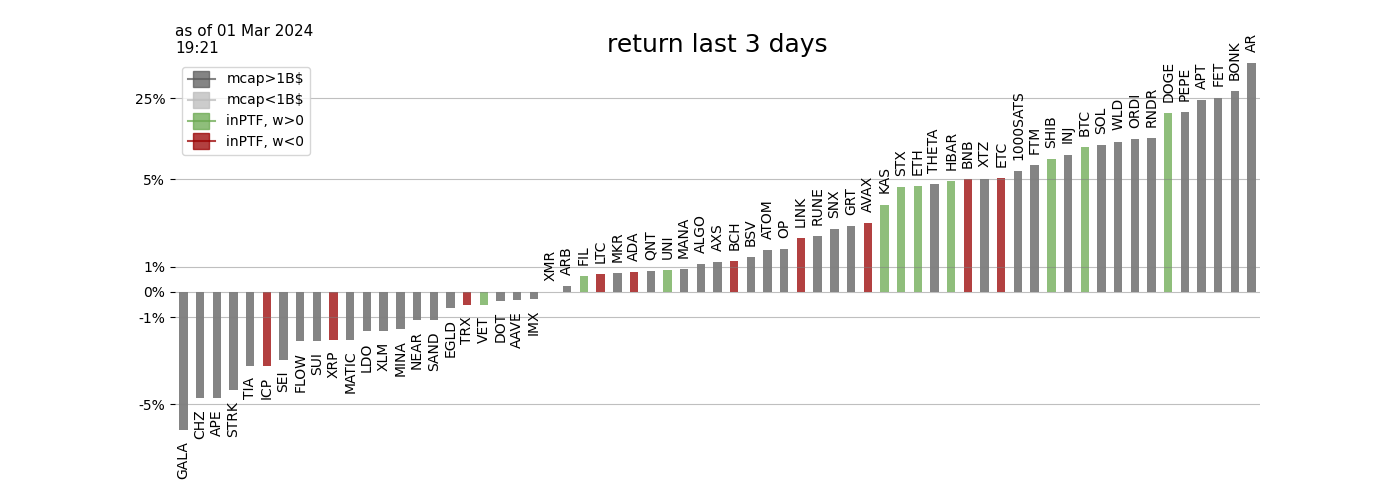 as of 01 Mar 2024
19:21
return last 3 days
mcap>1B$
mcap<1B$
inPTF, w>0
inPTF, w<0
25%
5%
1%
0%
-1%
-5%
GALA
CHZ
APE
STRK
TIA
ICP
SEI
FLOW
SUI
XRP
MATIC
LDO
XLM
MINA
NEAR
SAND
EGLD
TRX
VET
DOT
AAVE
IMX
XMR
ARB
FIL
LTC
MKR
ADA
QNT
UNI
MANA
ALGO
AXS
BCH
BSV
ATOM
OP
LINK
RUNE
SNX
GRT
AVAX
KAS
STX
ETH
THETA
HBAR
BNB
XTZ
ETC
1000SATS
FTM
SHIB
INJ
BTC
SOL
WLD
ORDI
RNDR
DOGE
PEPE
APT
FET
BONK
AR